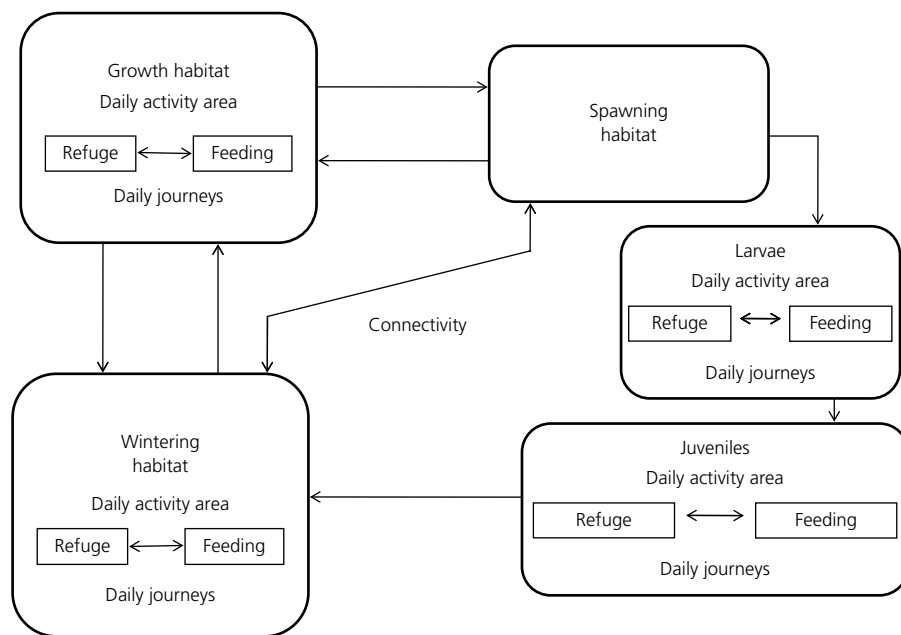 Growth habitat
Daily activity area
Refuge
Feeding
Daily journeys
Spawning
habitat
Larvae
Daily activity area
Refuge
Feeding
Daily journeys
Connectivity
Wintering
habitat
Daily activity area
Refuge
Feeding
Daily journeys
Juveniles
Daily activity area
Refuge
Feeding
Daily journeys